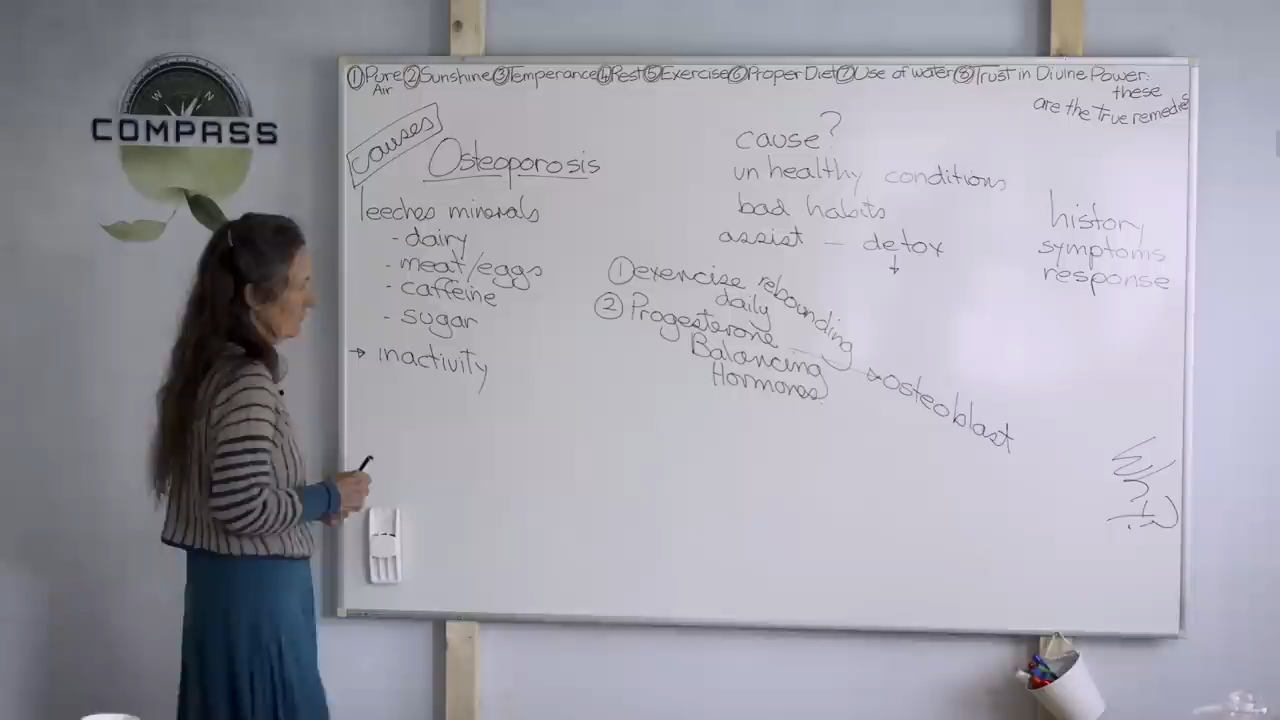 W N
COMPASS
①Pure ②Sunshine ③Temperance ④Rest ⑤Exercise ⑥Proper Diet ⑦Use of water ⑧Trust in Divine Power:
Air
these
are the true remedies
causes
Osteoporosis
leeches minerals
- dairy
- meat/eggs
- caffeine
- sugar
→ inactivity
cause?
unhealthy conditions
bad habits
assist - detox
↓
① exercise rebounding
daily
② Progesterone
Balancing
Hormones
→ osteoblast
history
symptoms
response